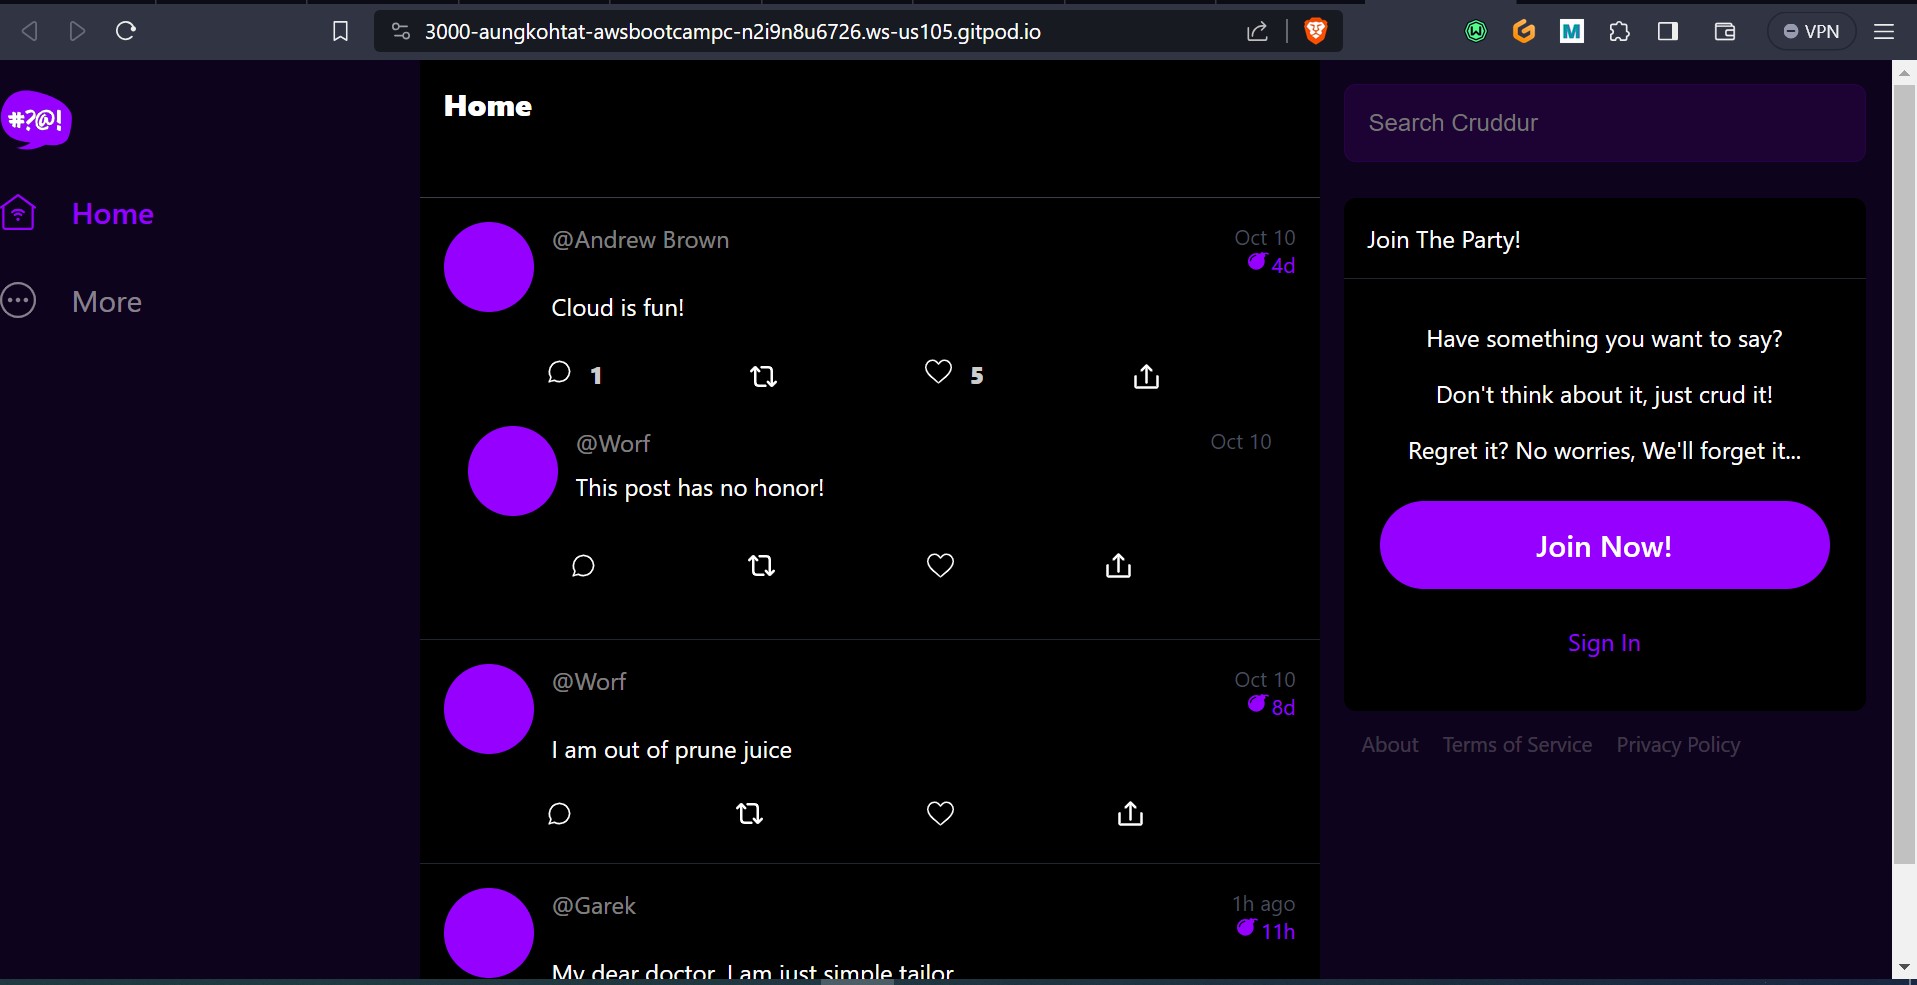 3000-aungkohtat-awsbootcampc-n2i9n8u6726.ws-us105.gitpod.io
VPN
#?@!
Home
More
Home
@Andrew Brown
Oct 10
4d
Cloud is fun!
1
5
@Worf
Oct 10
This post has no honor!
@Worf
Oct 10
8d
I am out of prune juice
@Garek
1h ago
11h
My dear doctor, I am just simple tailor
Search Cruddur
Join The Party!
Have something you want to say?
Don't think about it, just crud it!
Regret it? No worries, We'll forget it...
Join Now!
Sign In
About Terms of Service Privacy Policy